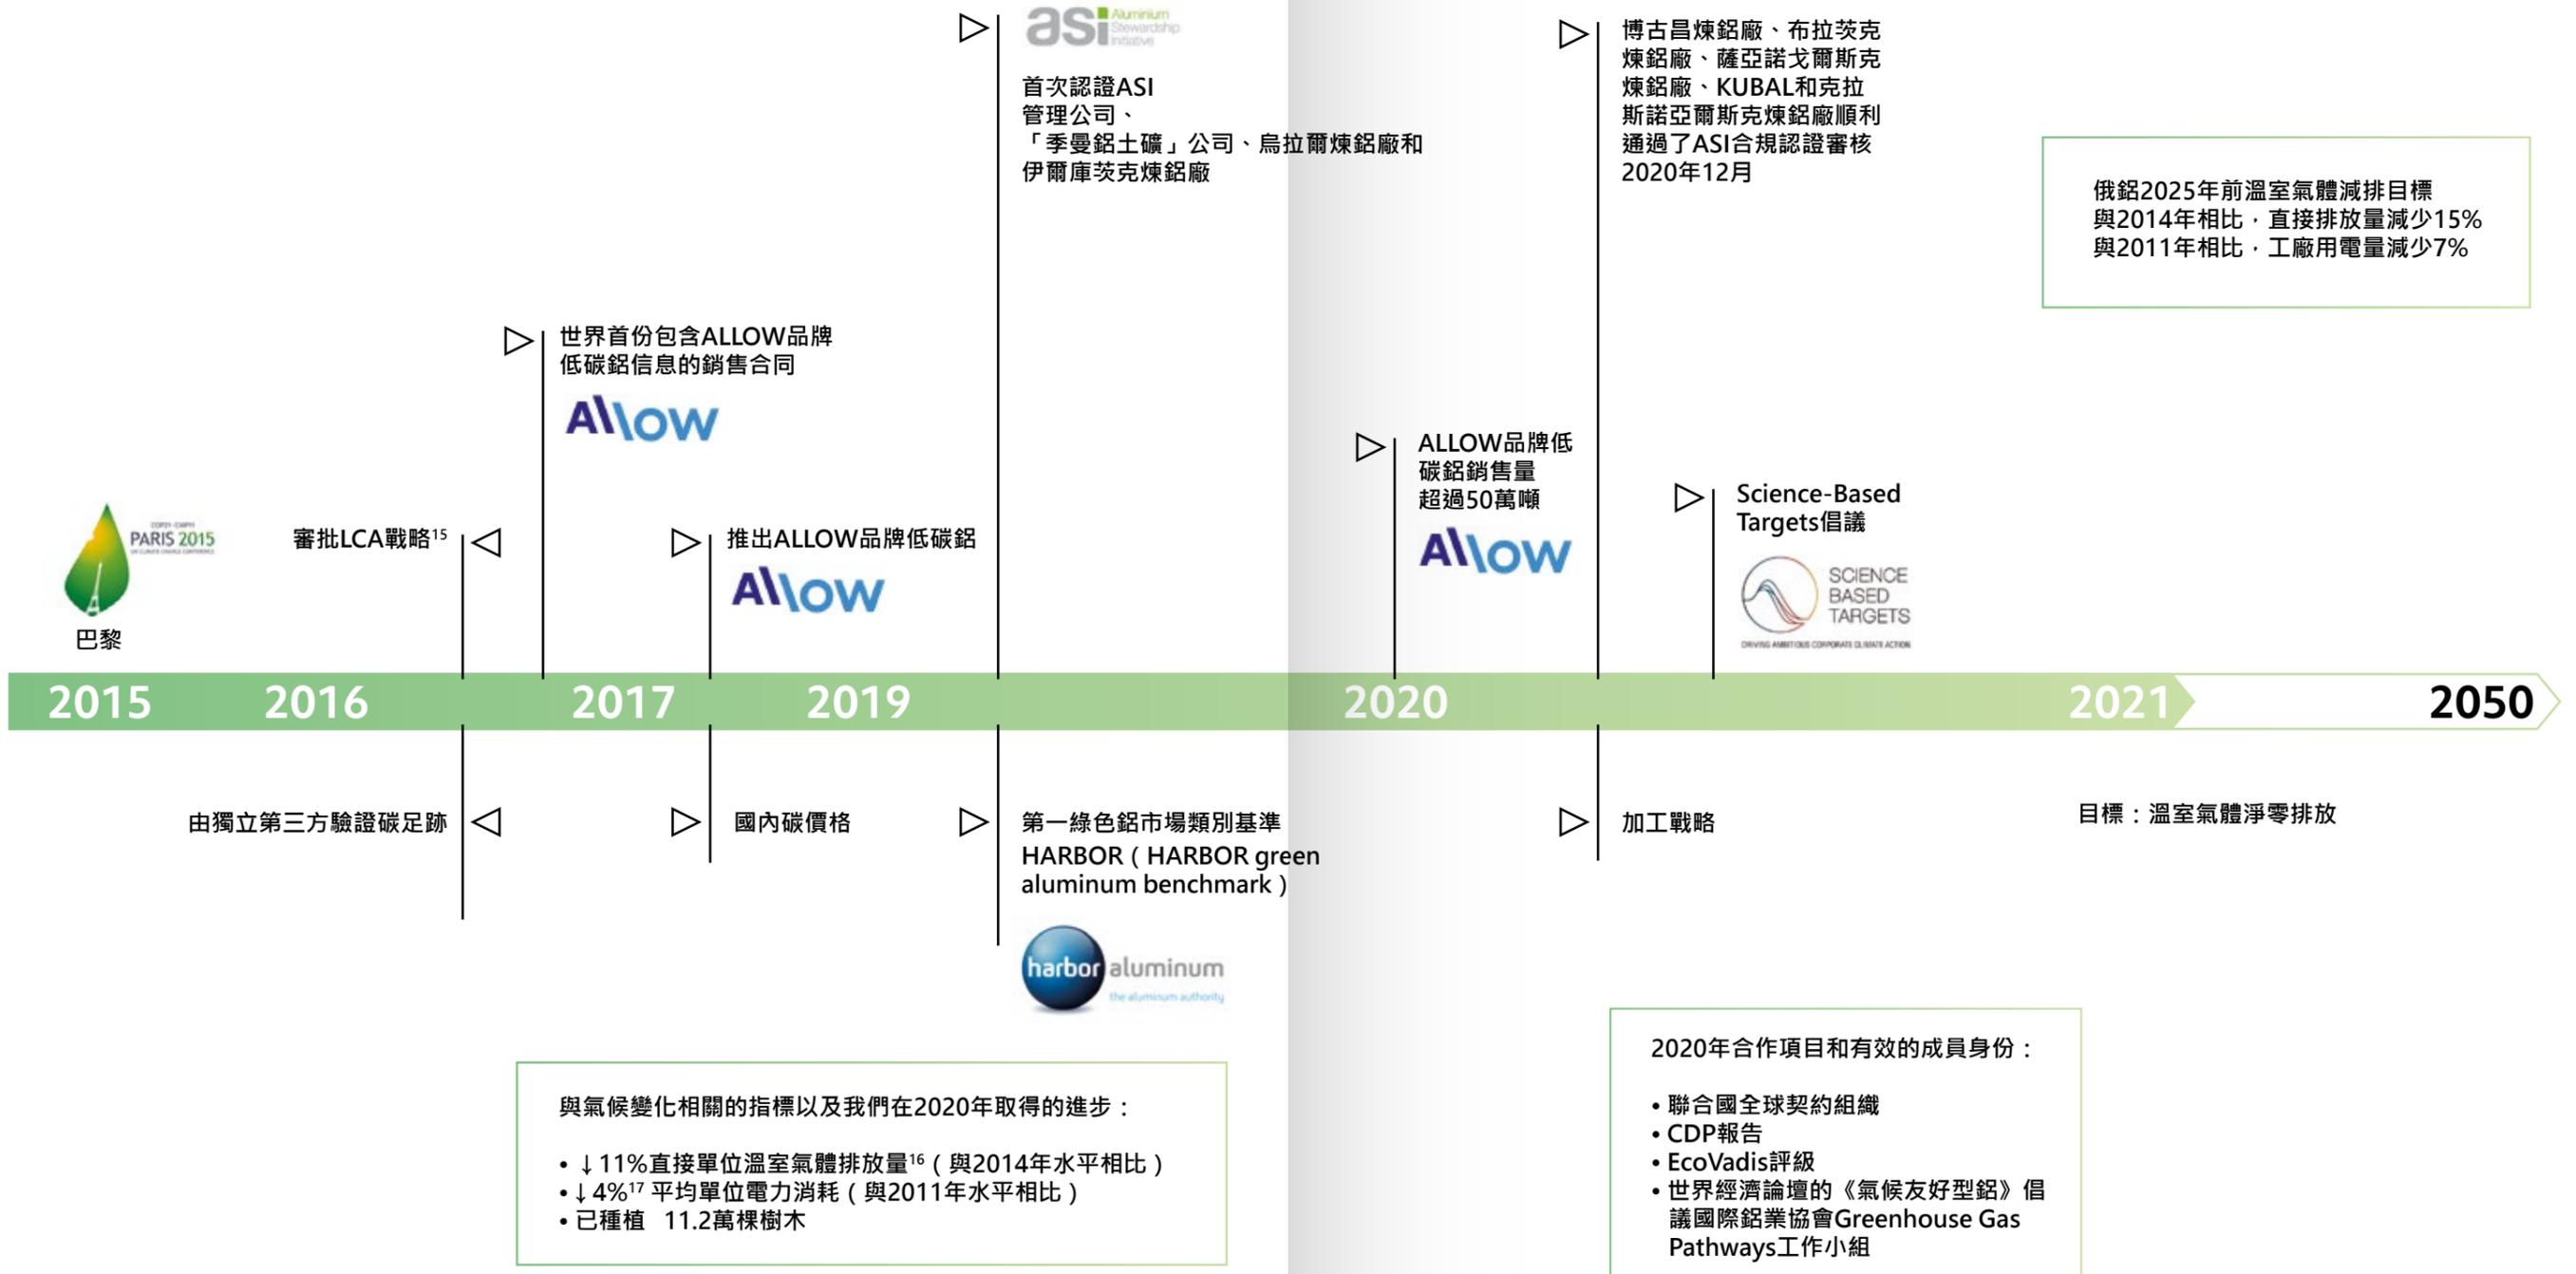 asi Aluminium
Stewardship
Initiative
首次認證ASI
管理公司、
「季曼鋁土礦」公司、烏拉爾煉鋁廠和
伊爾庫茨克煉鋁廠
博古昌煉鋁廠、布拉茨克
煉鋁廠、薩亞諾戈爾斯克
煉鋁廠、KUBAL和克拉
斯諾亞爾斯克煉鋁廠順利
通過了ASI合規認證審核
2020年12月
俄鋁2025年前溫室氣體減排目標
與2014年相比，直接排放量減少15%
與2011年相比，工廠用電量減少7%
世界首份包含ALLOW品牌
低碳鋁信息的銷售合同
Allow
COP21·CMP11
PARIS 2015
UN CLIMATE CHANGE CONFERENCE
巴黎
審批LCA戰略15
推出ALLOW品牌低碳鋁
Allow
ALLOW品牌低
碳鋁銷售量
超過50萬噸
Allow
Science-Based
Targets倡議
SCIENCE
BASED
TARGETS
DRIVING AMBITIOUS CORPORATE CLIMATE ACTION
2015 2016 2017 2019 2020 2021 2050
由獨立第三方驗證碳足跡
國內碳價格
第一綠色鋁市場類別基準
HARBOR（HARBOR green
aluminum benchmark）
harbor aluminum
the aluminum authority
加工戰略
目標：溫室氣體淨零排放
與氣候變化相關的指標以及我們在2020年取得的進步：
• ↓11%直接單位溫室氣體排放量16（與2014年水平相比）
• ↓4%17 平均單位電力消耗（與2011年水平相比）
• 已種植 11.2萬棵樹木
2020年合作項目和有效的成員身份：
• 聯合國全球契約組織
• CDP報告
• EcoVadis評級
• 世界經濟論壇的《氣候友好型鋁》倡
議國際鋁業協會Greenhouse Gas
Pathways工作小組